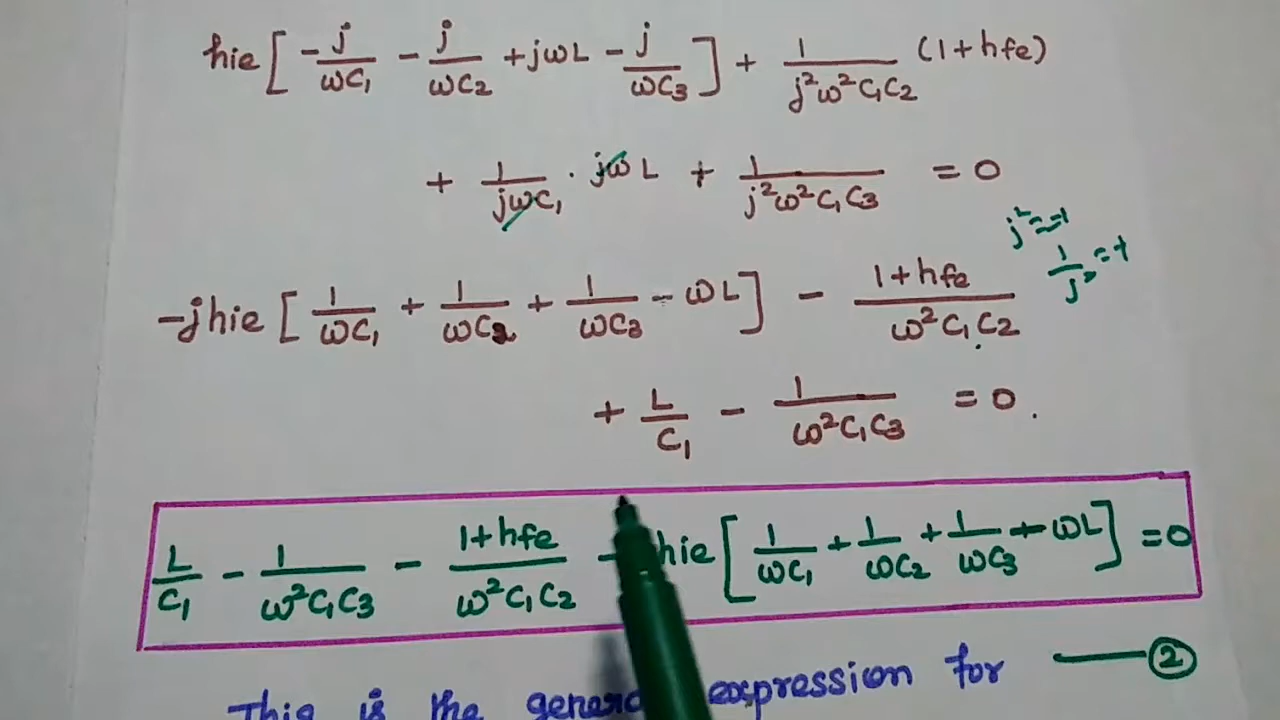 hie [ -j/ωC₁ - j/ωC₂ + jωL - j/ωC₃ ] + 1/j²ω²C₁C₂ (1+hfe)
+ 1/jωC₁ · jωL + 1/j²ω²C₁C₃ = 0
j² = -1
1/j² = -1
-jhie [ 1/ωC₁ + 1/ωC₂ + 1/ωC₃ - ωL ] - 1+hfe/ω²C₁C₂
+ L/C₁ - 1/ω²C₁C₃ = 0.
L/C₁ - 1/ω²C₁C₃ - 1+hfe/ω²C₁C₂ - hie [ 1/ωC₁ + 1/ωC₂ + 1/ωC₃ + ωL ] = 0
This is the expression for — ②